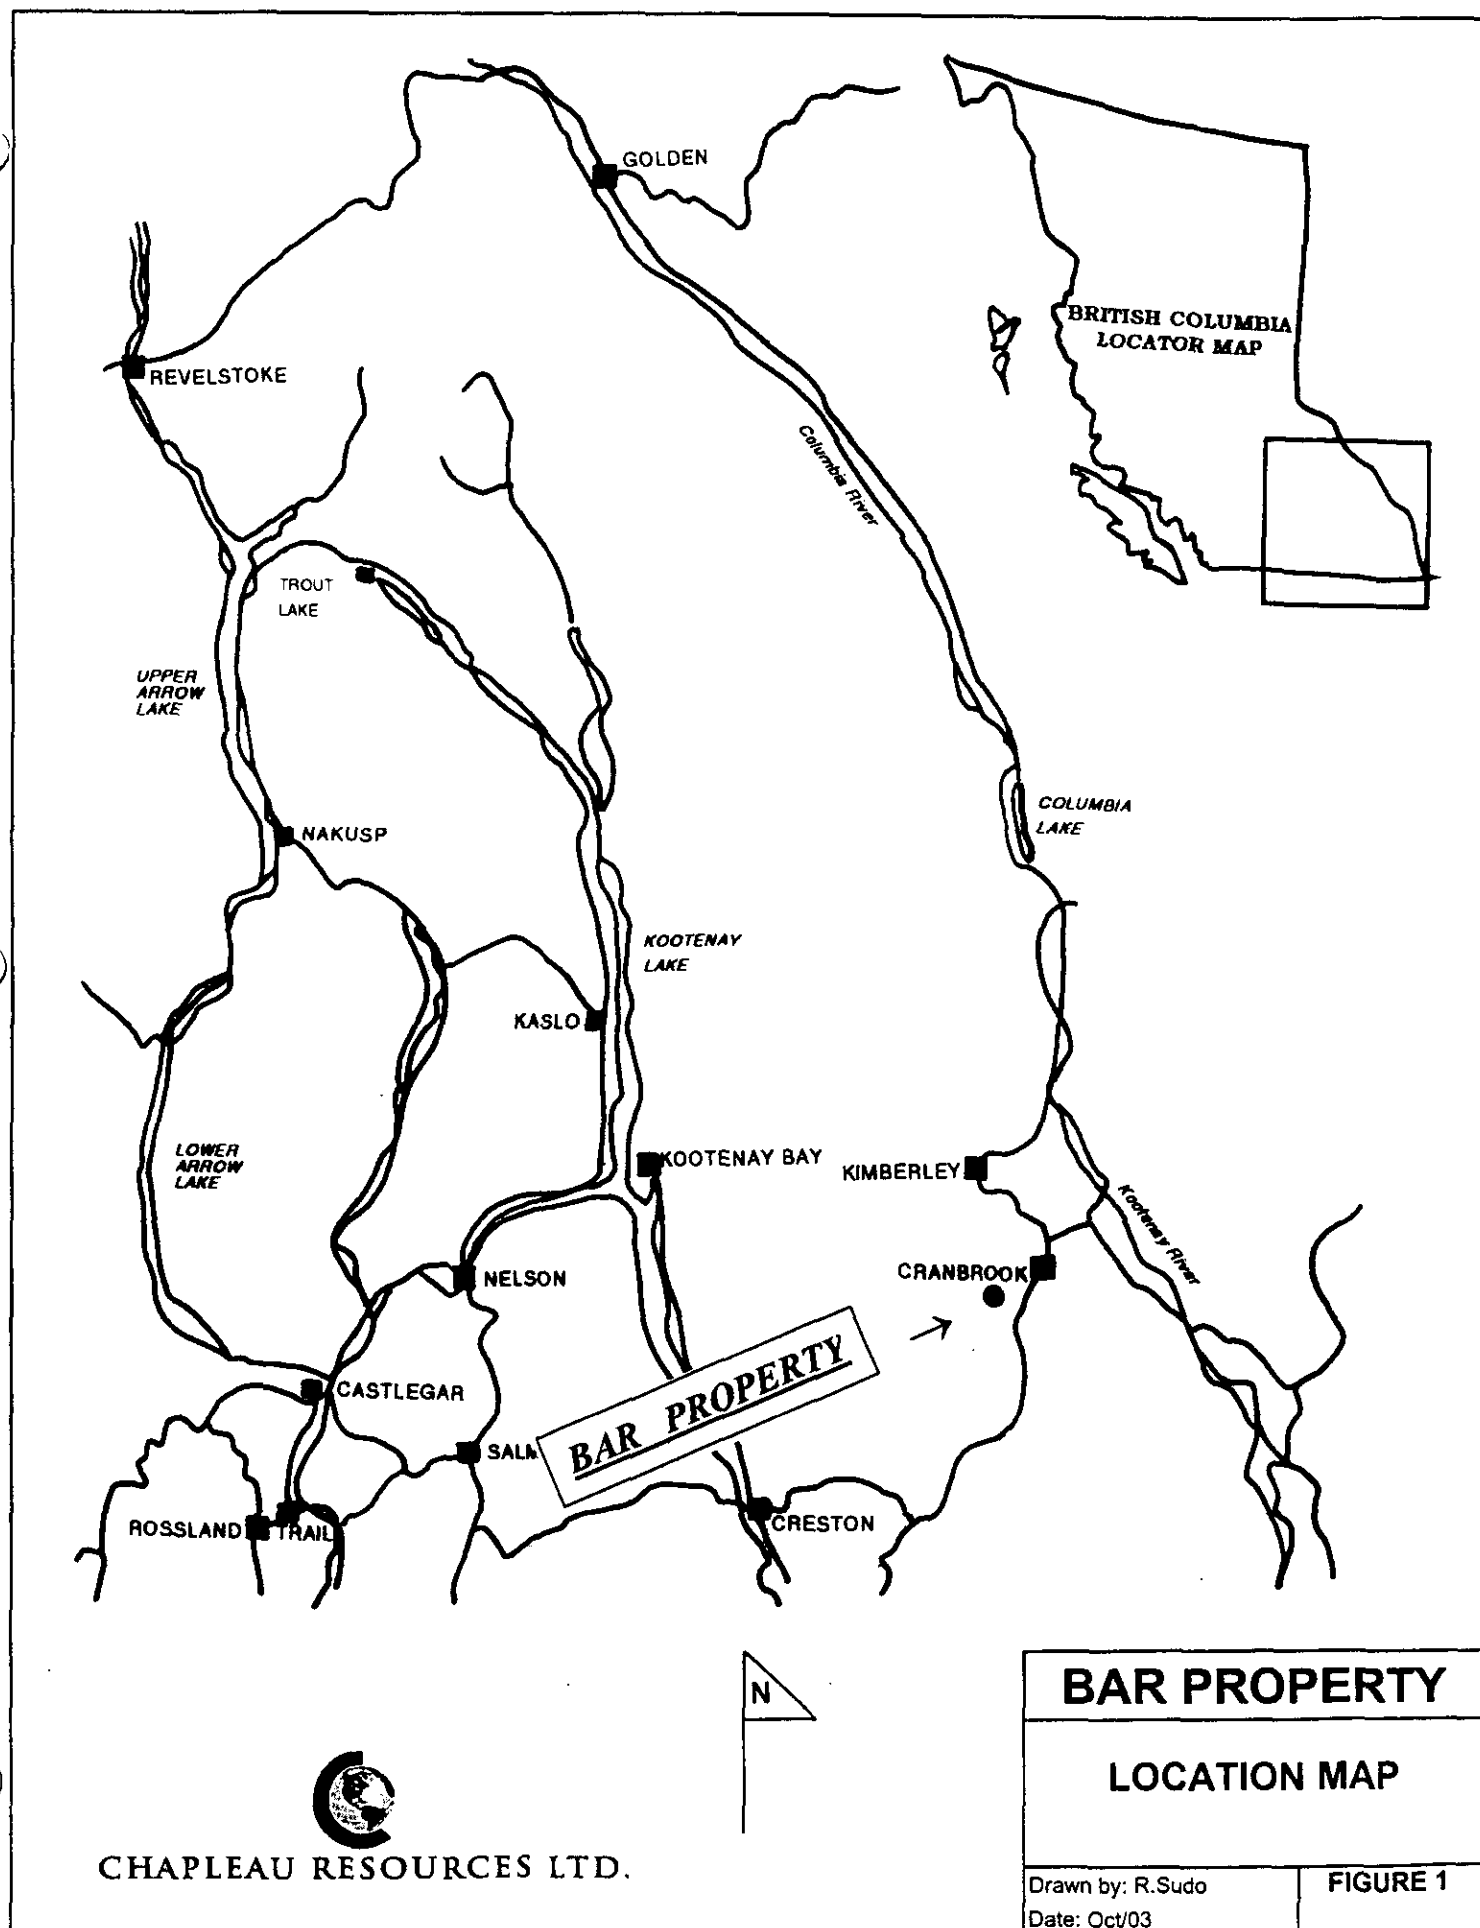 GOLDEN
BRITISH COLUMBIA
LOCATOR MAP
REVELSTOKE
Columbia River
TROUT
LAKE
UPPER
ARROW
LAKE
COLUMBIA
LAKE
NAKUSP
KOOTENAY
LAKE
KASLO
LOWER
ARROW
LAKE
KOOTENAY BAY
KIMBERLEY
Kootenay River
CRANBROOK
NELSON
BAR PROPERTY
CASTLEGAR
SALM
CRESTON
ROSSLAND
TRAIL
N
BAR PROPERTY
LOCATION MAP
CHAPLEAU RESOURCES LTD.
Drawn by: R.Sudo
FIGURE 1
Date: Oct/03